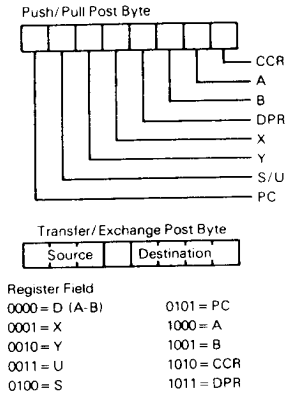 Push/Pull Post Byte
CCR
A
B
DPR
X
Y
S/U
PC
Transfer/Exchange Post Byte
Source Destination
Register Field
0000 = D (A-B) 0101 = PC
0001 = X 1000 = A
0010 = Y 1001 = B
0011 = U 1010 = CCR
0100 = S 1011 = DPR